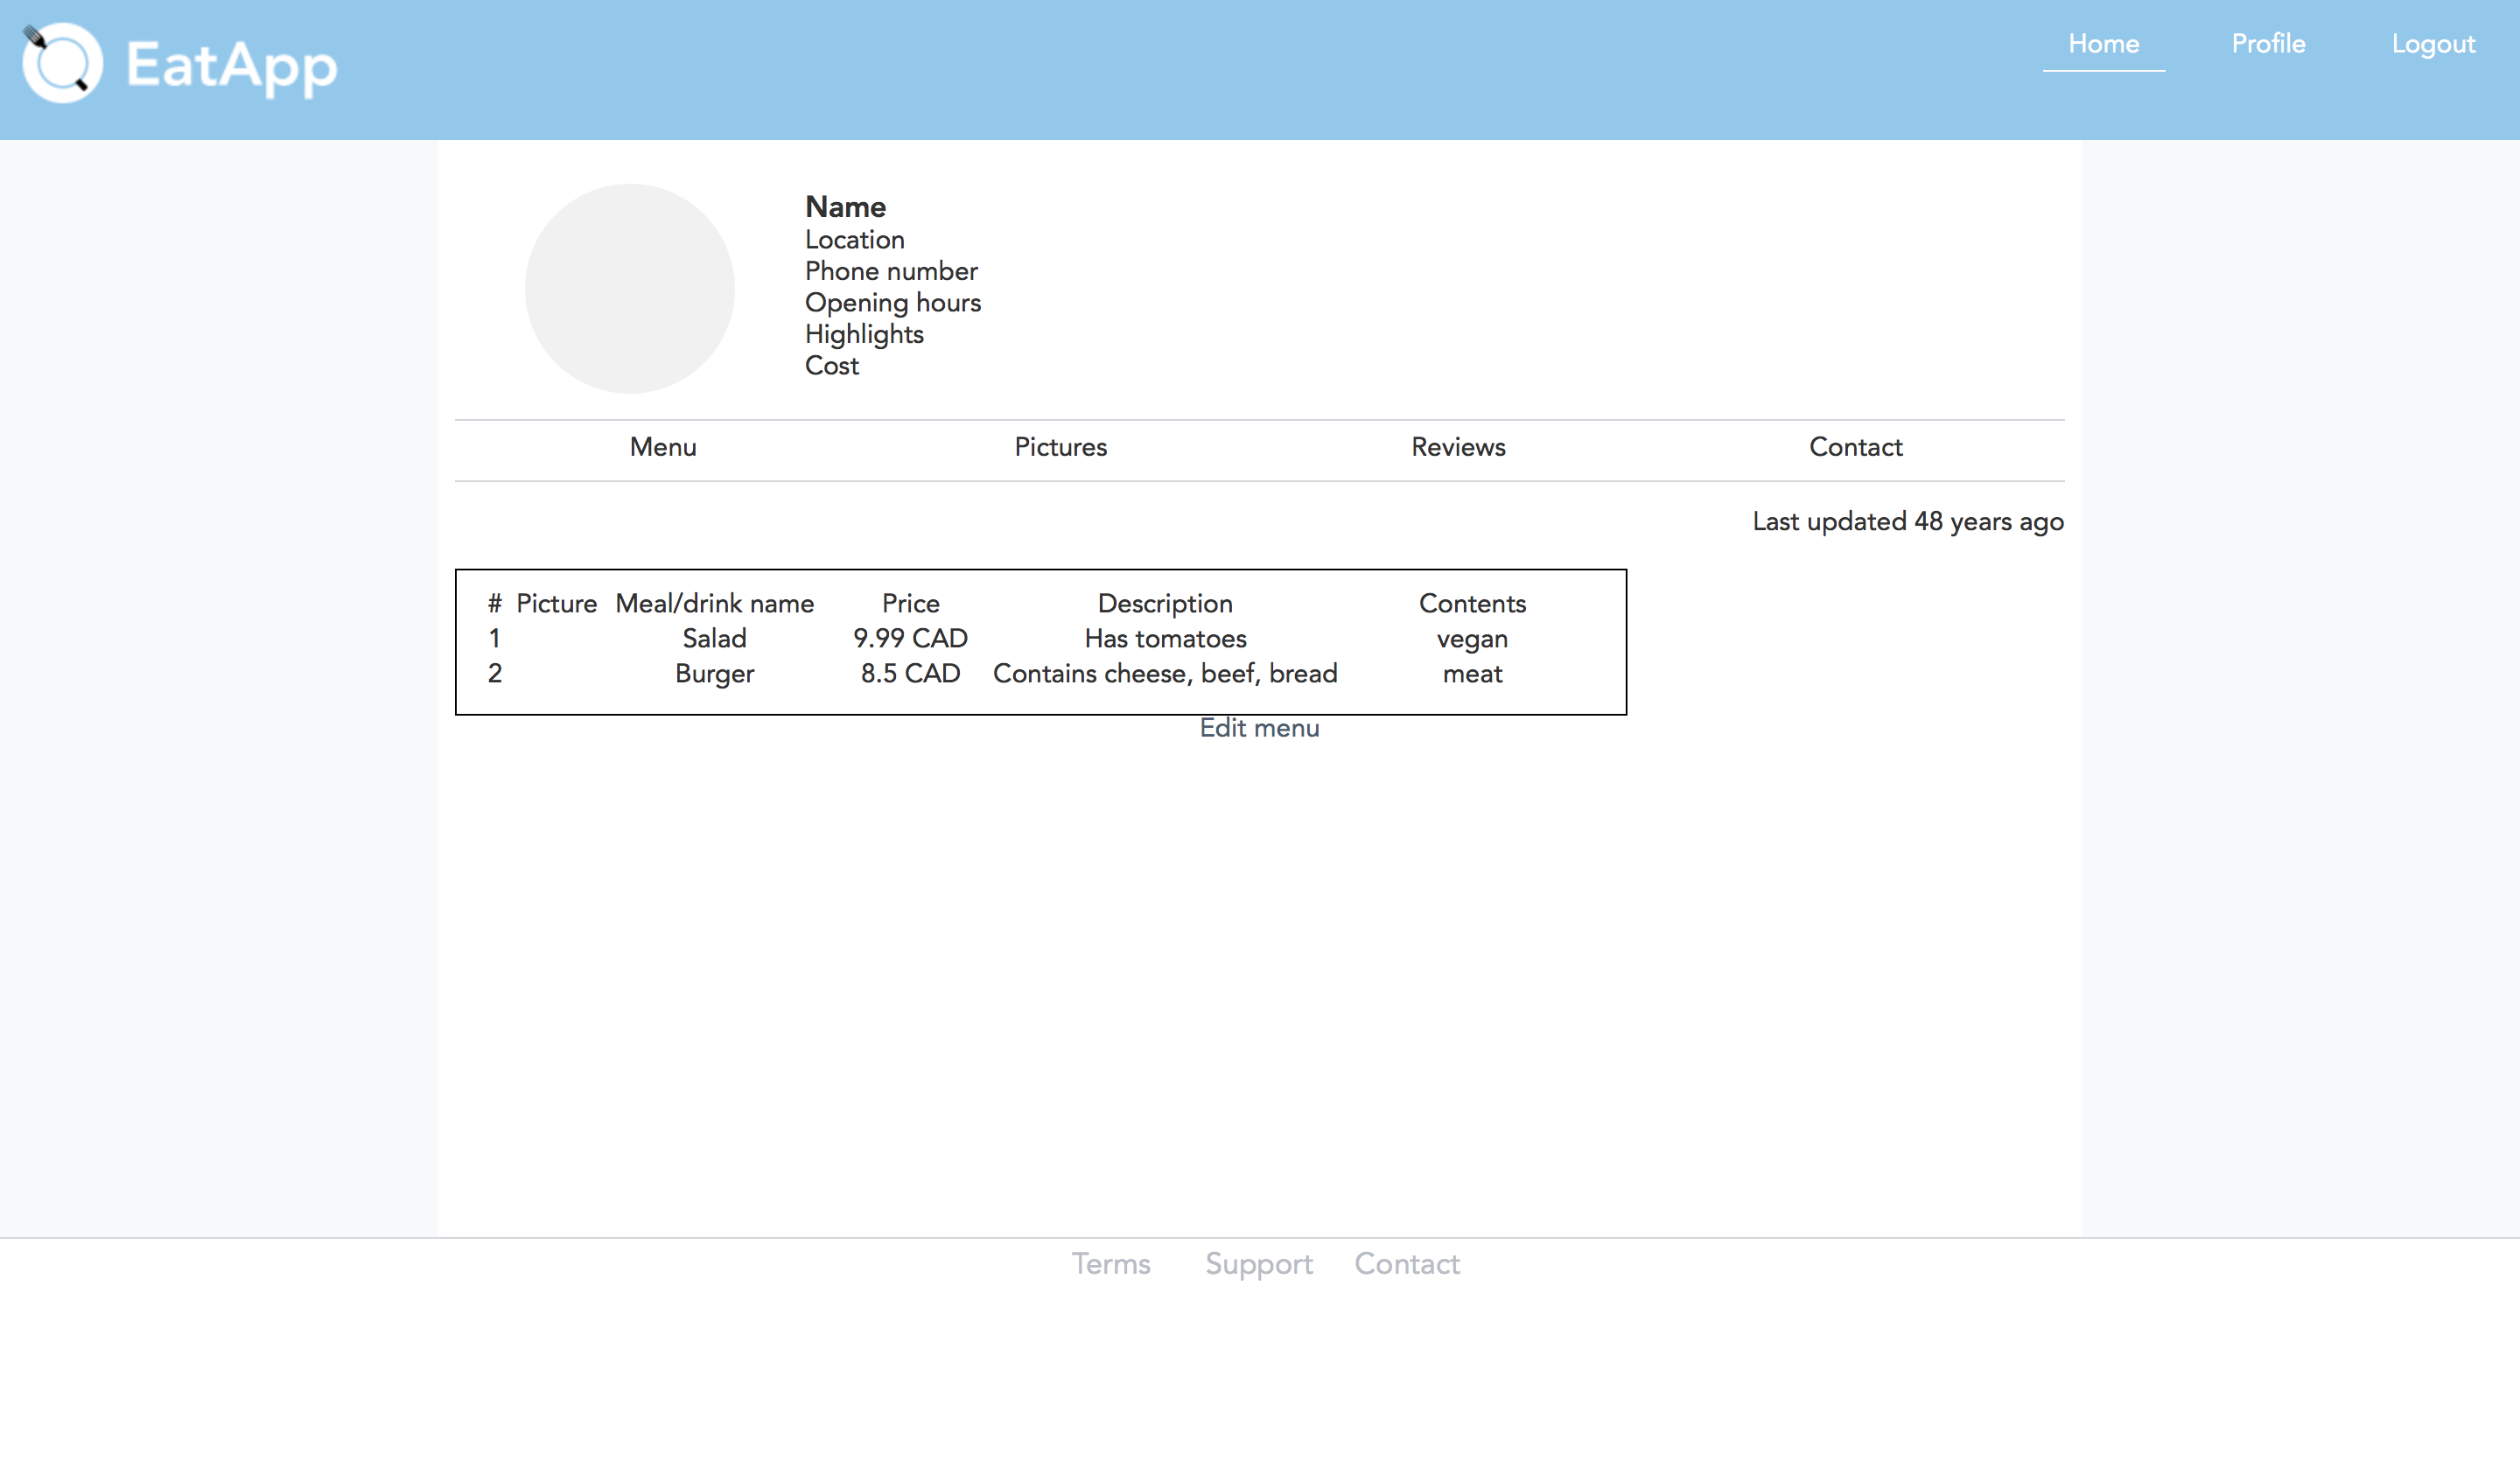 EatApp
Home Profile Logout
Name
Location
Phone number
Opening hours
Highlights
Cost
Menu Pictures Reviews Contact
Last updated 48 years ago
# Picture Meal/drink name Price Description Contents
1 Salad 9.99 CAD Has tomatoes vegan
2 Burger 8.5 CAD Contains cheese, beef, bread meat
Edit menu
Terms Support Contact